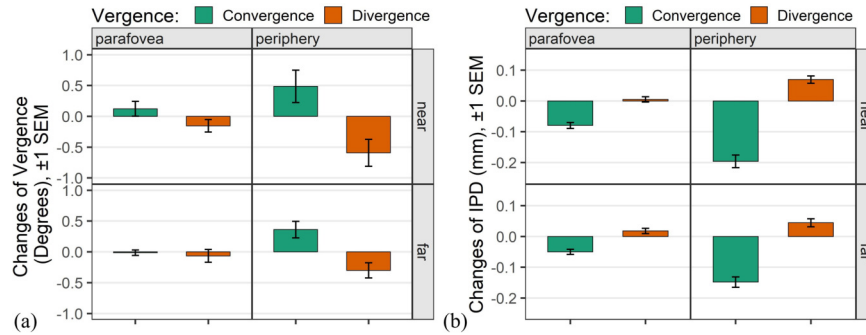 Vergence: Convergence Divergence
parafovea periphery
Changes of Vergence
(Degrees), ±1 SEM
1.0
0.5
0.0
-0.5
-1.0
near
1.0
0.5
0.0
-0.5
-1.0
far
(a)
Vergence: Convergence Divergence
parafovea periphery
Changes of IPD (mm), ±1 SEM
0.1
0.0
-0.1
-0.2
0.1
0.0
-0.1
-0.2
(b)